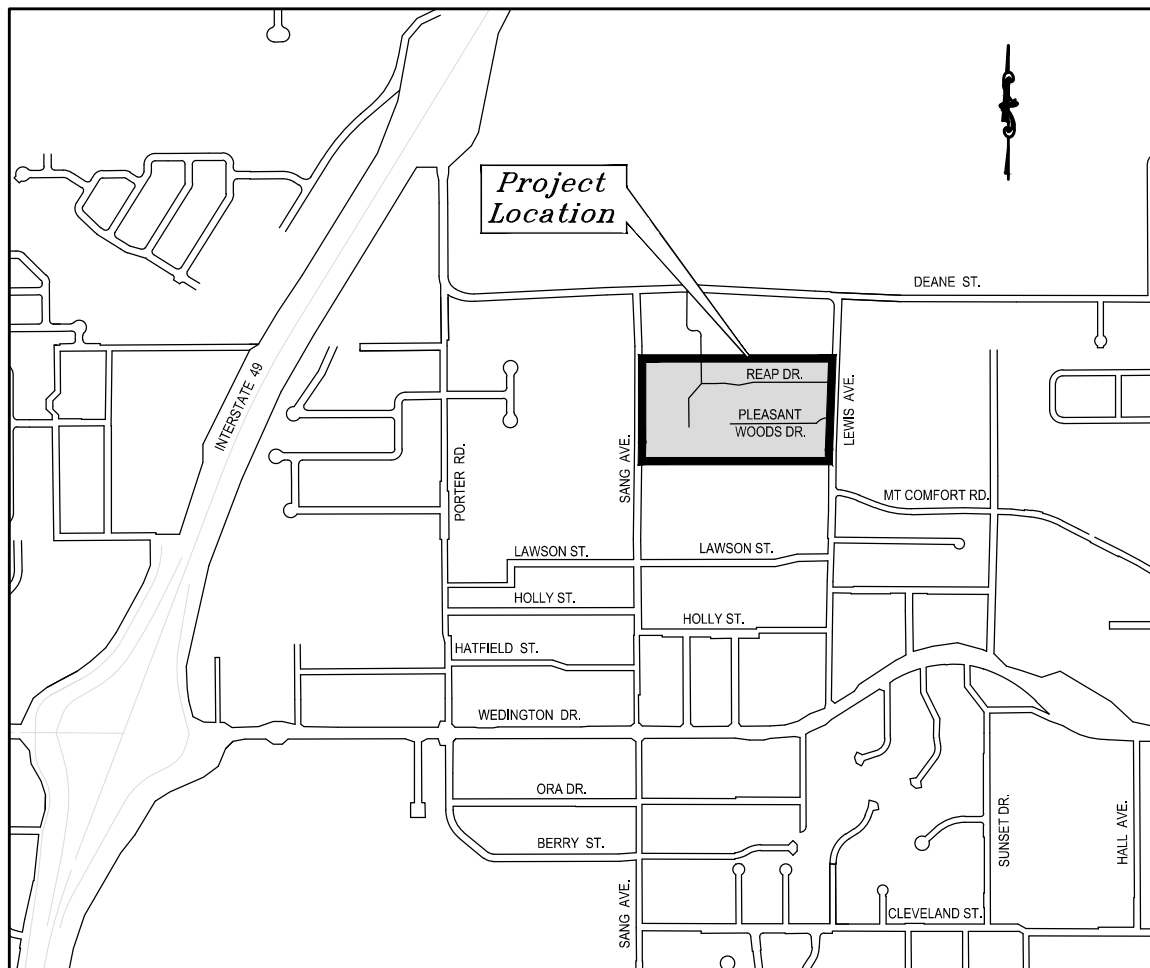 Project
Location
DEANE ST.
REAP DR.
INTERSTATE 49
PLEASANT
WOODS DR.
LEWIS AVE.
SANG AVE.
PORTER RD.
MT COMFORT RD.
LAWSON ST.
LAWSON ST.
HOLLY ST.
HOLLY ST.
HATFIELD ST.
WEDINGTON DR.
ORA DR.
SUNSET DR.
HALL AVE.
BERRY ST.
SANG AVE.
CLEVELAND ST.